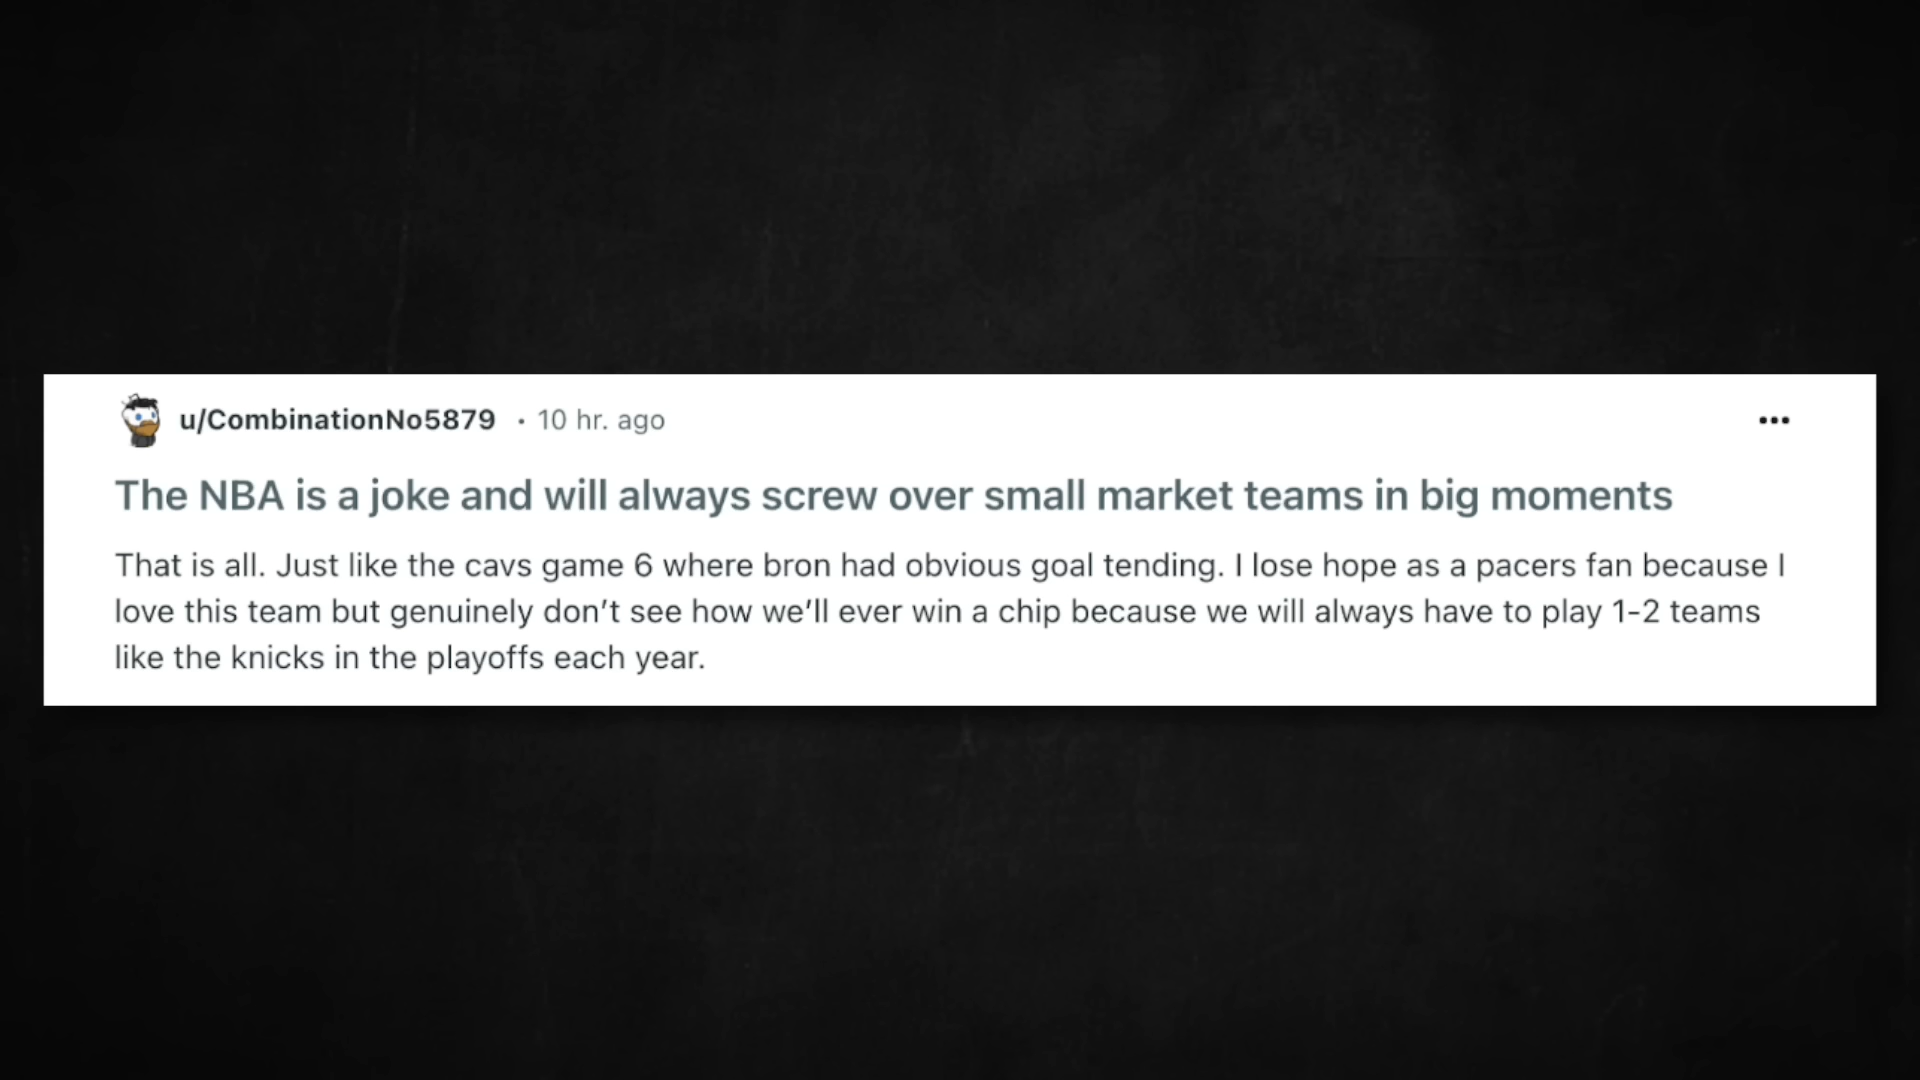 u/CombinationNo5879 · 10 hr. ago
The NBA is a joke and will always screw over small market teams in big moments
That is all. Just like the cavs game 6 where bron had obvious goal tending. I lose hope as a pacers fan because I
love this team but genuinely don’t see how we’ll ever win a chip because we will always have to play 1-2 teams
like the knicks in the playoffs each year.